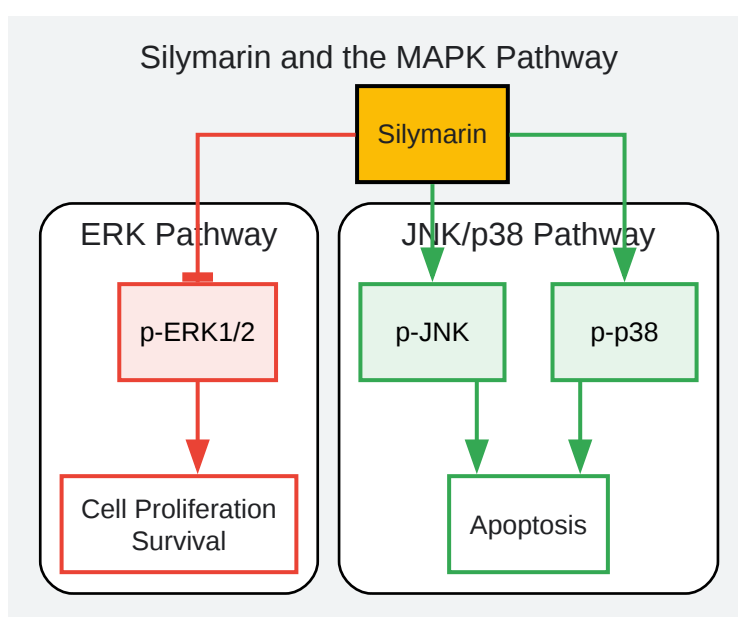 Silymarin and the MAPK Pathway
Silymarin
ERK Pathway
JNK/p38 Pathway
p-ERK1/2
p-JNK
p-p38
Cell Proliferation
Survival
Apoptosis